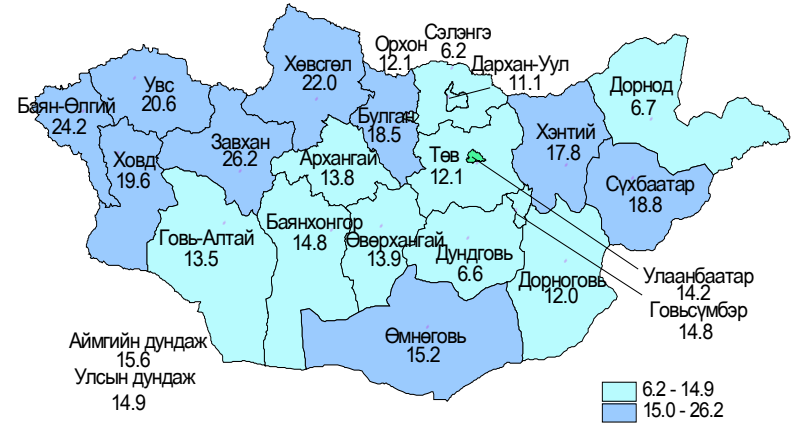 Сэлэнгэ
6.2
Орхон
12.1
Дархан-Уул
11.1
Хөвсгөл
22.0
Увс
20.6
Баян-Өлгий
24.2
Дорнод
6.7
Булган
18.5
Завхан
26.2
Хэнтий
17.8
Ховд
19.6
Архангай
13.8
Төв
12.1
Сүхбаатар
18.8
Баянхонгор
14.8
Говь-Алтай
13.5
Өвөрхангай
13.9
Дундговь
6.6
Дорноговь
12.0
Улаанбаатар
14.2
Говьсүмбэр
14.8
Өмнөговь
15.2
Аймгийн дундаж
15.6
Улсын дундаж
14.9
6.2 - 14.9
15.0 - 26.2